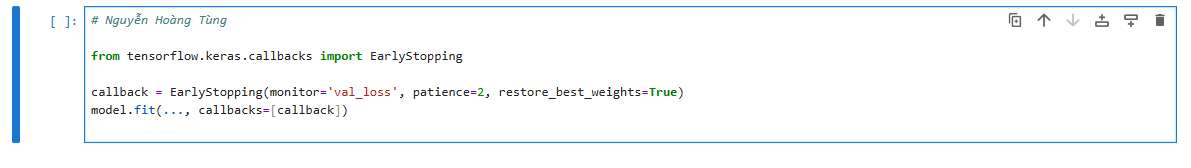 [ ]: # Nguyễn Hoàng Tùng
from tensorflow.keras.callbacks import EarlyStopping
callback = EarlyStopping(monitor='val_loss', patience=2, restore_best_weights=True)
model.fit(..., callbacks=[callback])